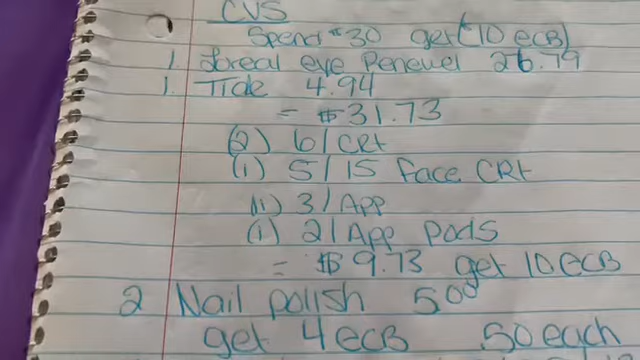 CVS
Spend $30 get (10 ECB)
1. Loreal eye Renewel 26.79
1. Tide 4.94
= $31.73
(2) 6/CRT
(1) 5/15 Face CRT
(1) 3/App
(1) 2/App pods
= $9.73 get 10 ECB
2 Nail polish 5.00
get 4 ECB .50 each